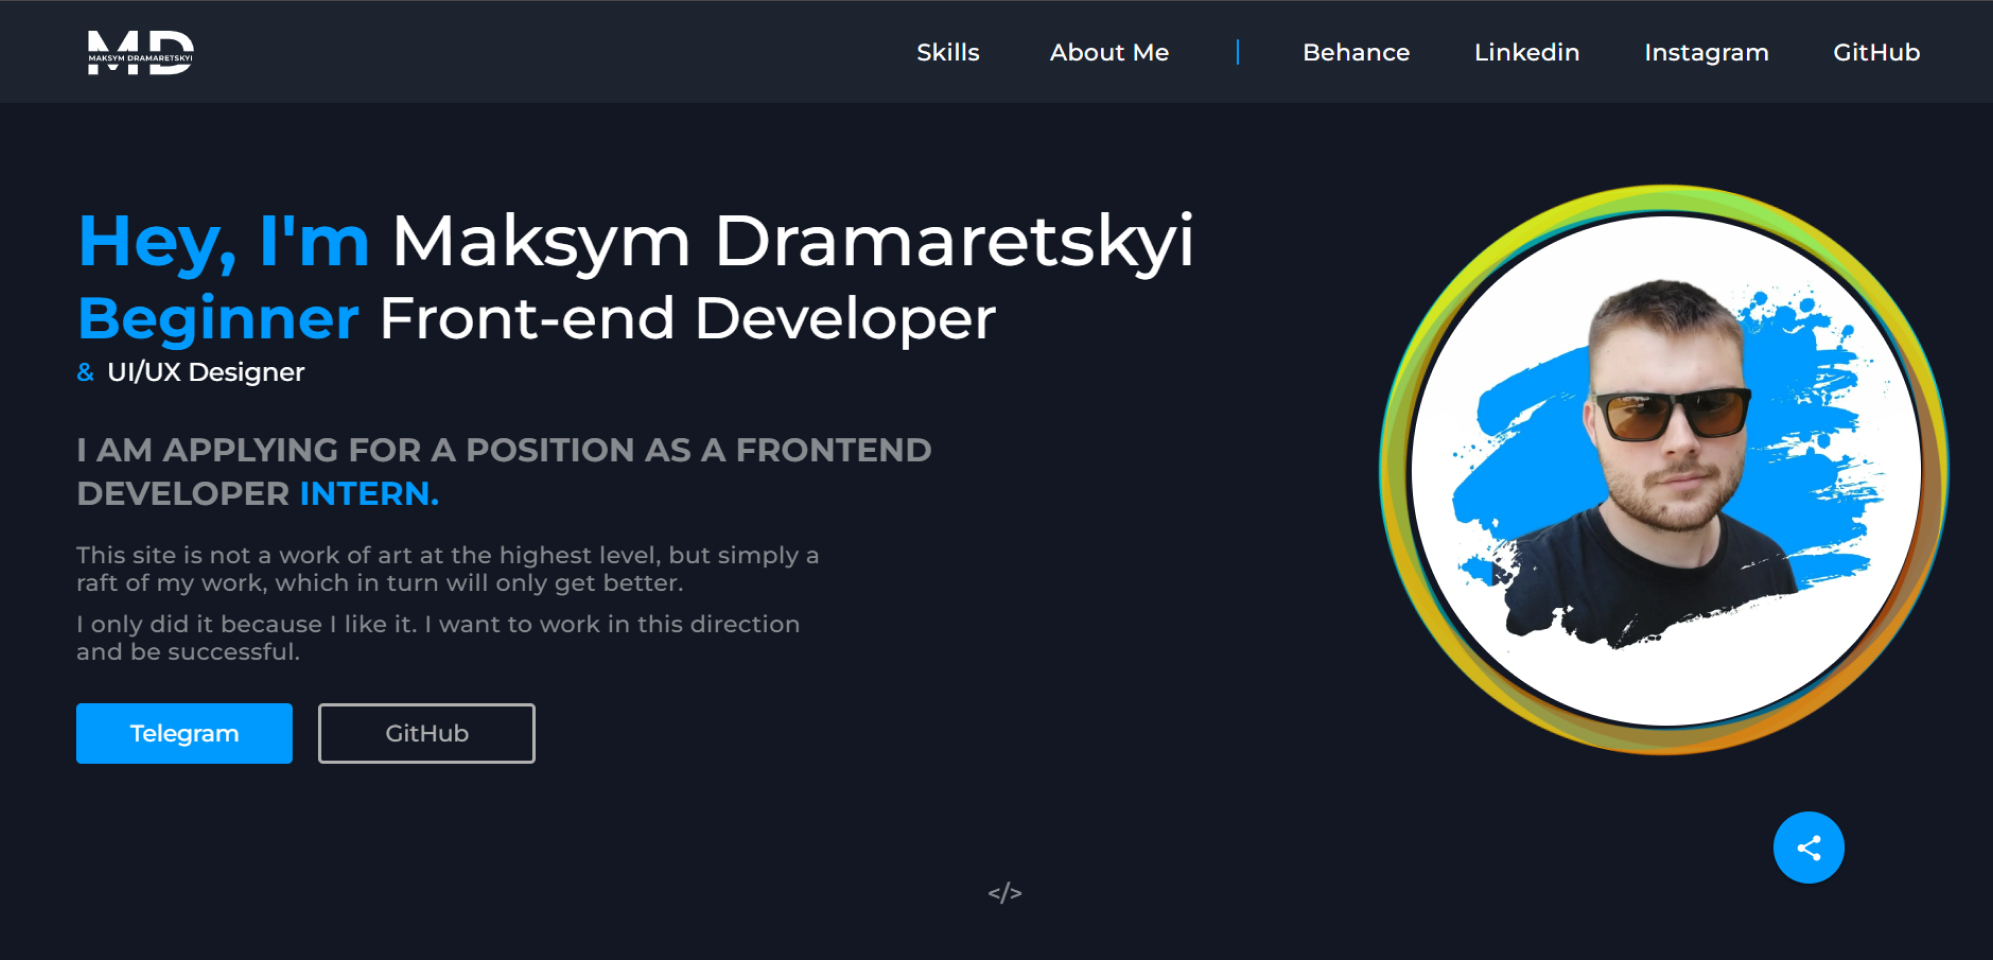 MD
MAKSYM DRAMARETSKYI
Skills About Me | Behance Linkedin Instagram GitHub
Hey, I'm Maksym Dramaretskyi
Beginner Front-end Developer
& UI/UX Designer
I AM APPLYING FOR A POSITION AS A FRONTEND
DEVELOPER INTERN.
This site is not a work of art at the highest level, but simply a
raft of my work, which in turn will only get better.
I only did it because I like it. I want to work in this direction
and be successful.
Telegram GitHub
</>